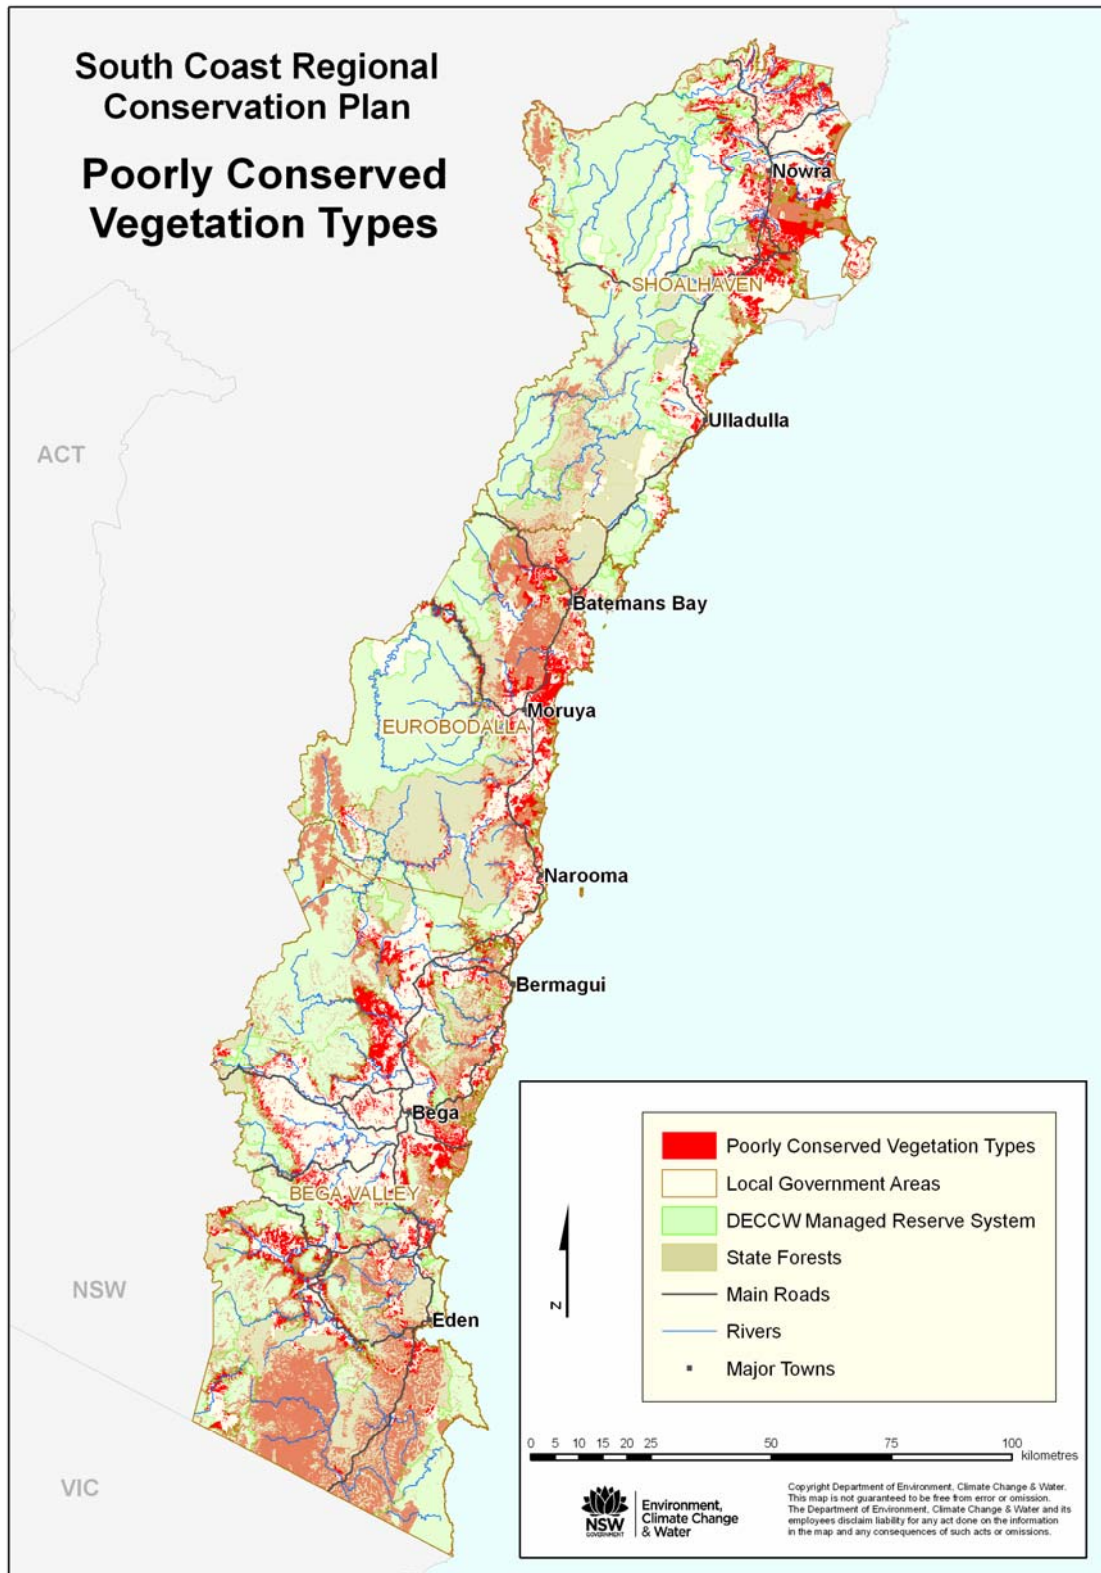 South Coast Regional
Conservation Plan
Poorly Conserved
Vegetation Types
Nowra
SHOALHAVEN
Ulladulla
ACT
Batemans Bay
Moruya
EUROBODALLA
Narooma
Bermagui
Bega
BEGA VALLEY
NSW
Eden
VIC
Poorly Conserved Vegetation Types
Local Government Areas
DECCW Managed Reserve System
State Forests
Main Roads
Rivers
Major Towns
N
0 5 10 15 20 25 50 75 100
kilometres
NSW
GOVERNMENT
Environment,
Climate Change
& Water
Copyright Department of Environment, Climate Change & Water.
This map is not guaranteed to be free from error or omission.
The Department of Environment, Climate Change & Water and its
employees disclaim liability for any act done on the information
in the map and any consequences of such acts or omissions.